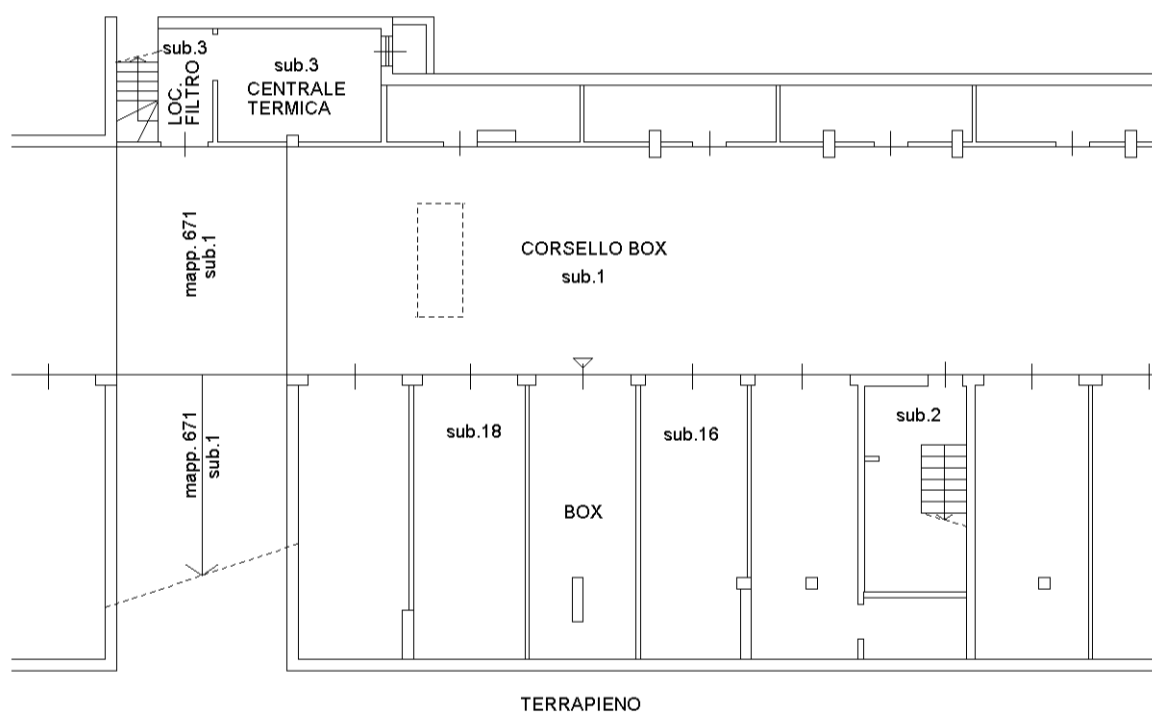 sub.3
LOC.
FILTRO
sub.3
CENTRALE
TERMICA
mapp. 671
sub.1
CORSELLO BOX
sub.1
mapp. 671
sub.1
sub.18
sub.16
sub.2
BOX
TERRAPIENO